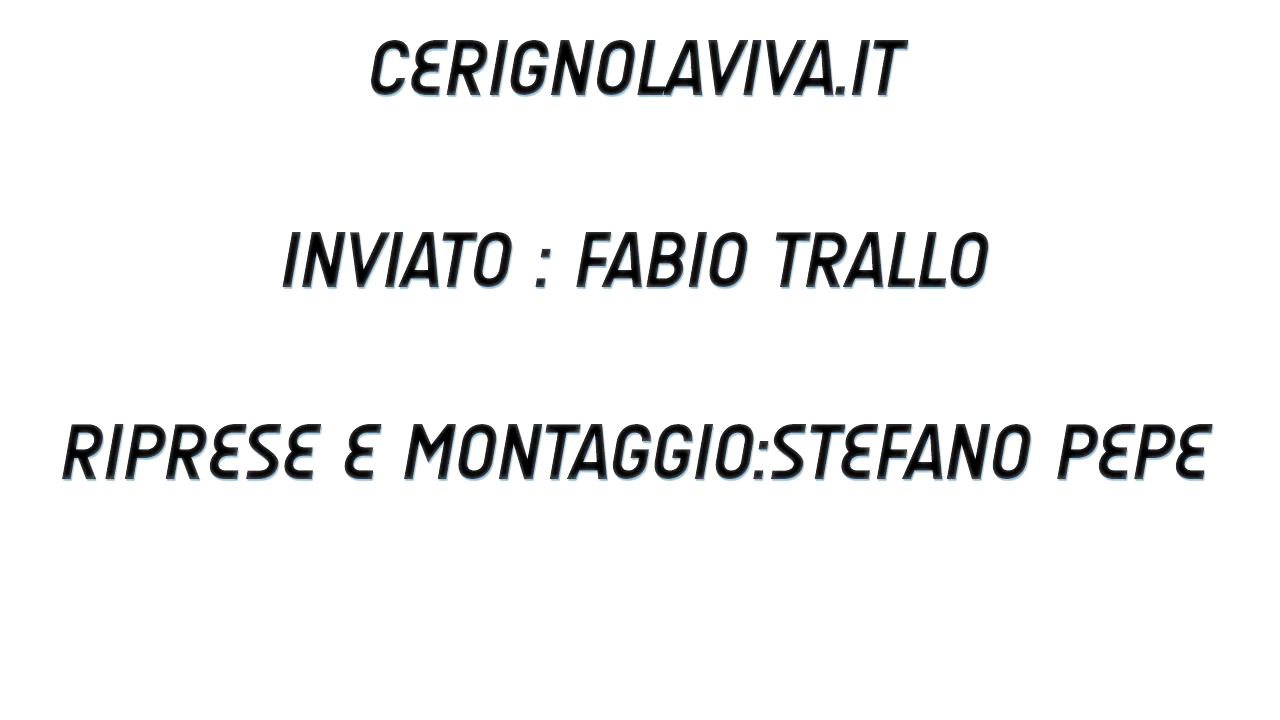 CERIGNOLAVIVA.IT
INVIATO : FABIO TRALLO
RIPRESE E MONTAGGIO:STEFANO PEPE